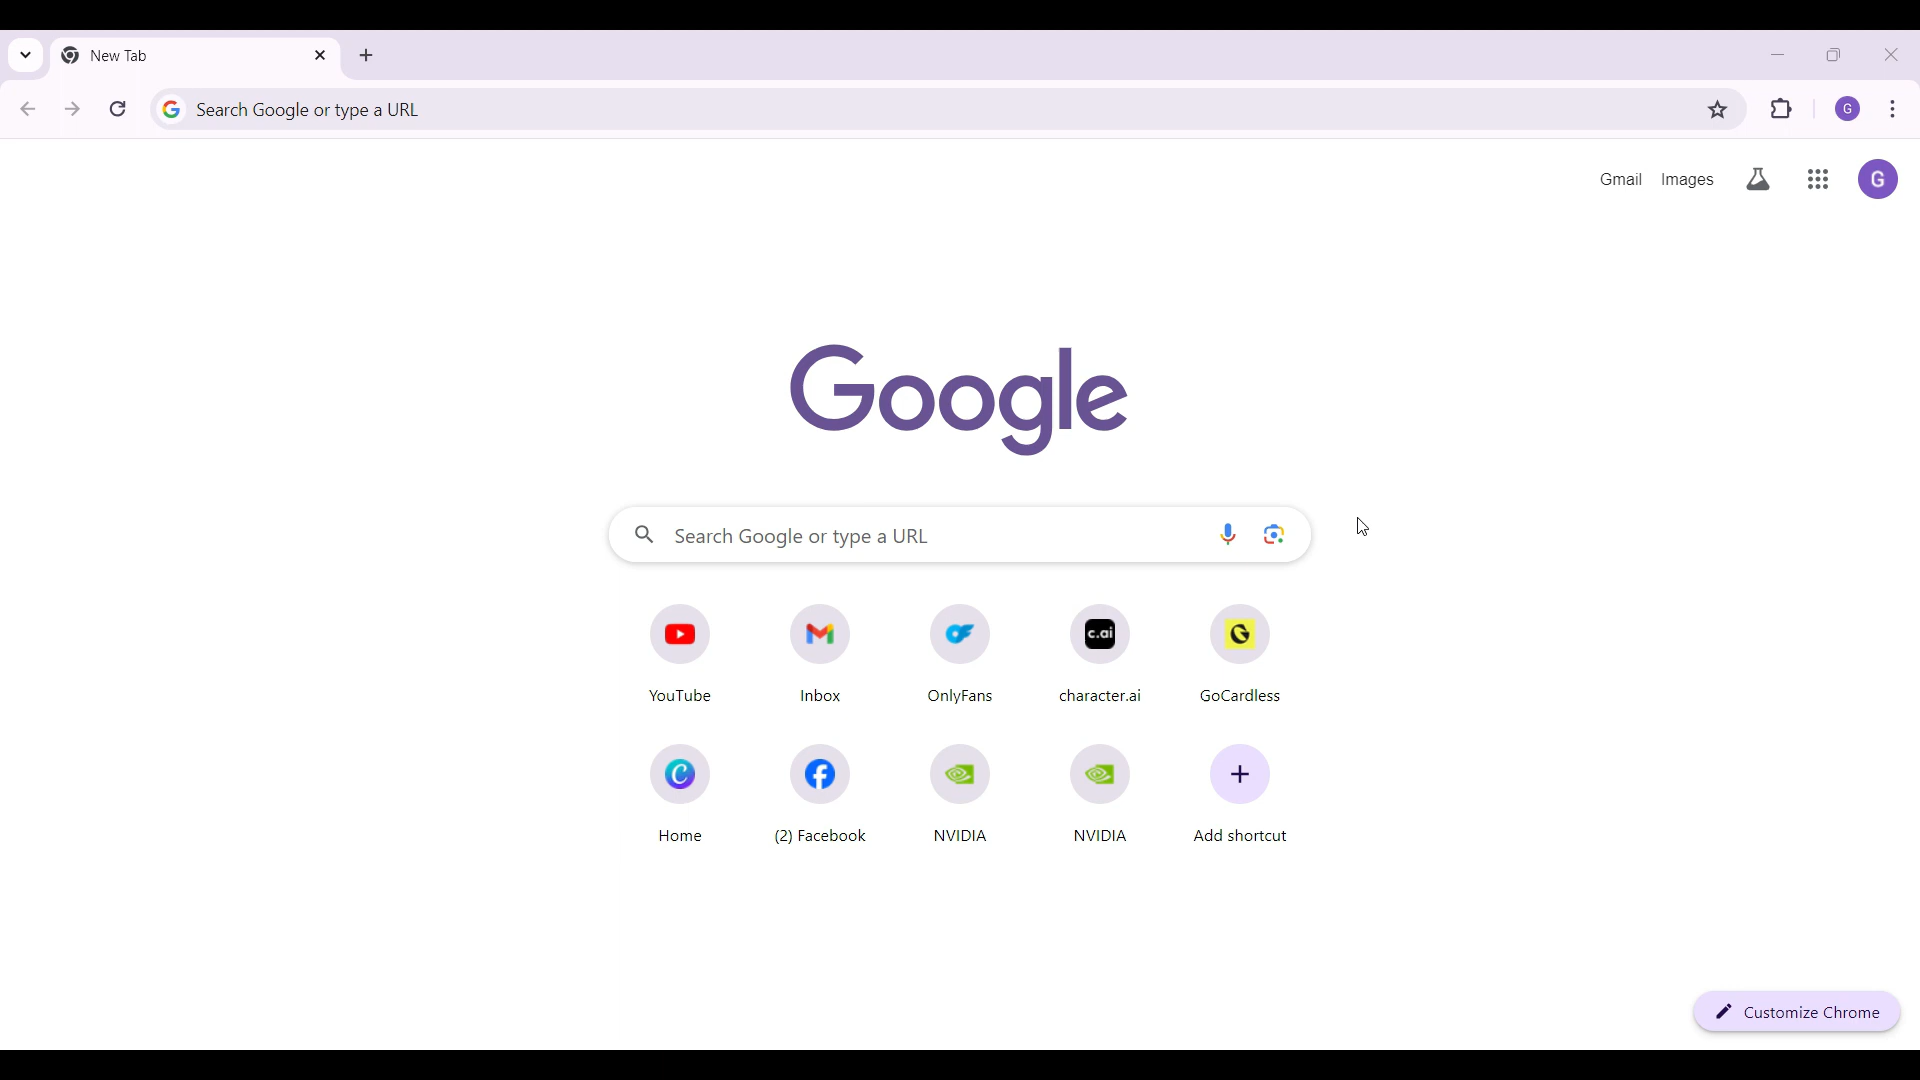 New Tab
Search Google or type a URL
G
Gmail Images
G
Google
Search Google or type a URL
c.ai
YouTube Inbox OnlyFans character.ai GoCardless
Home (2) Facebook NVIDIA NVIDIA Add shortcut
Customize Chrome